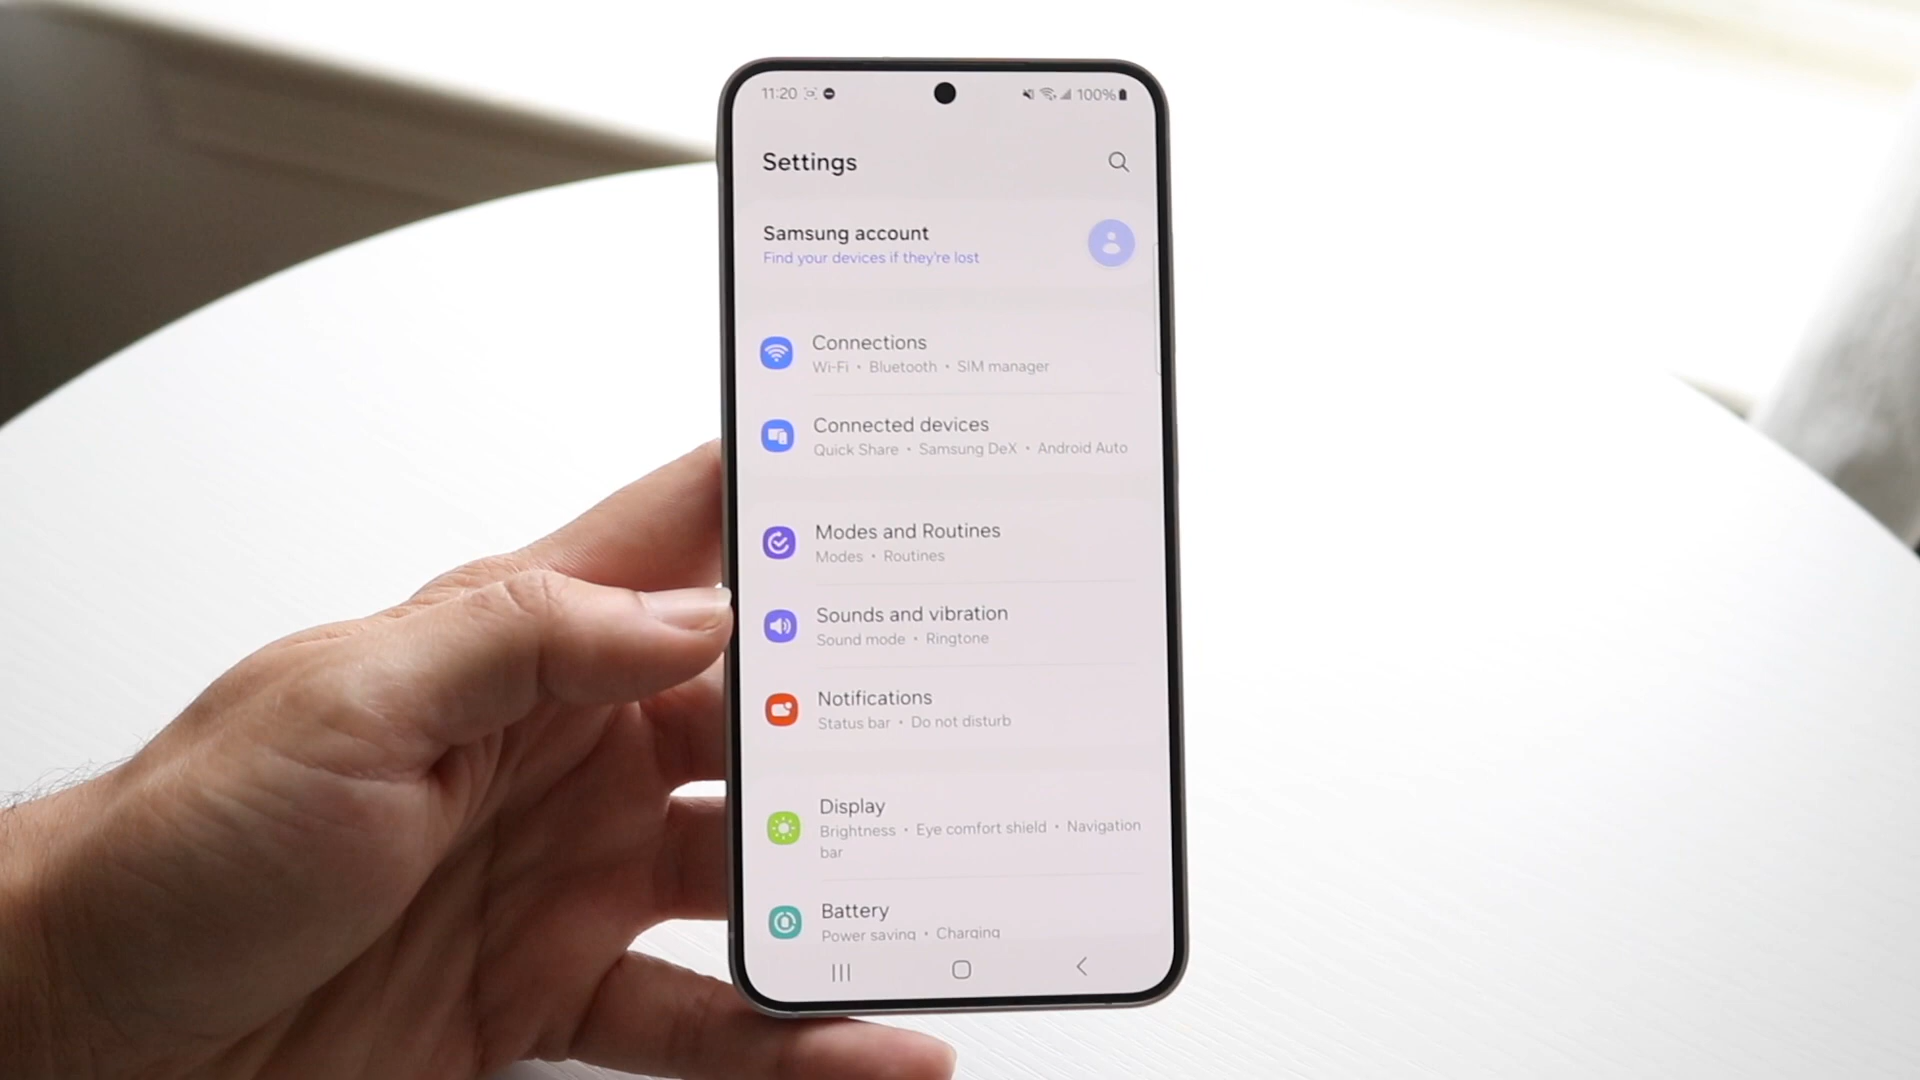 11:20 100%
Settings
Samsung account
Find your devices if they're lost
Connections
Wi-Fi • Bluetooth • SIM manager
Connected devices
Quick Share • Samsung DeX • Android Auto
Modes and Routines
Modes • Routines
Sounds and vibration
Sound mode • Ringtone
Notifications
Status bar • Do not disturb
Display
Brightness • Eye comfort shield • Navigation
bar
Battery
Power saving • Charging